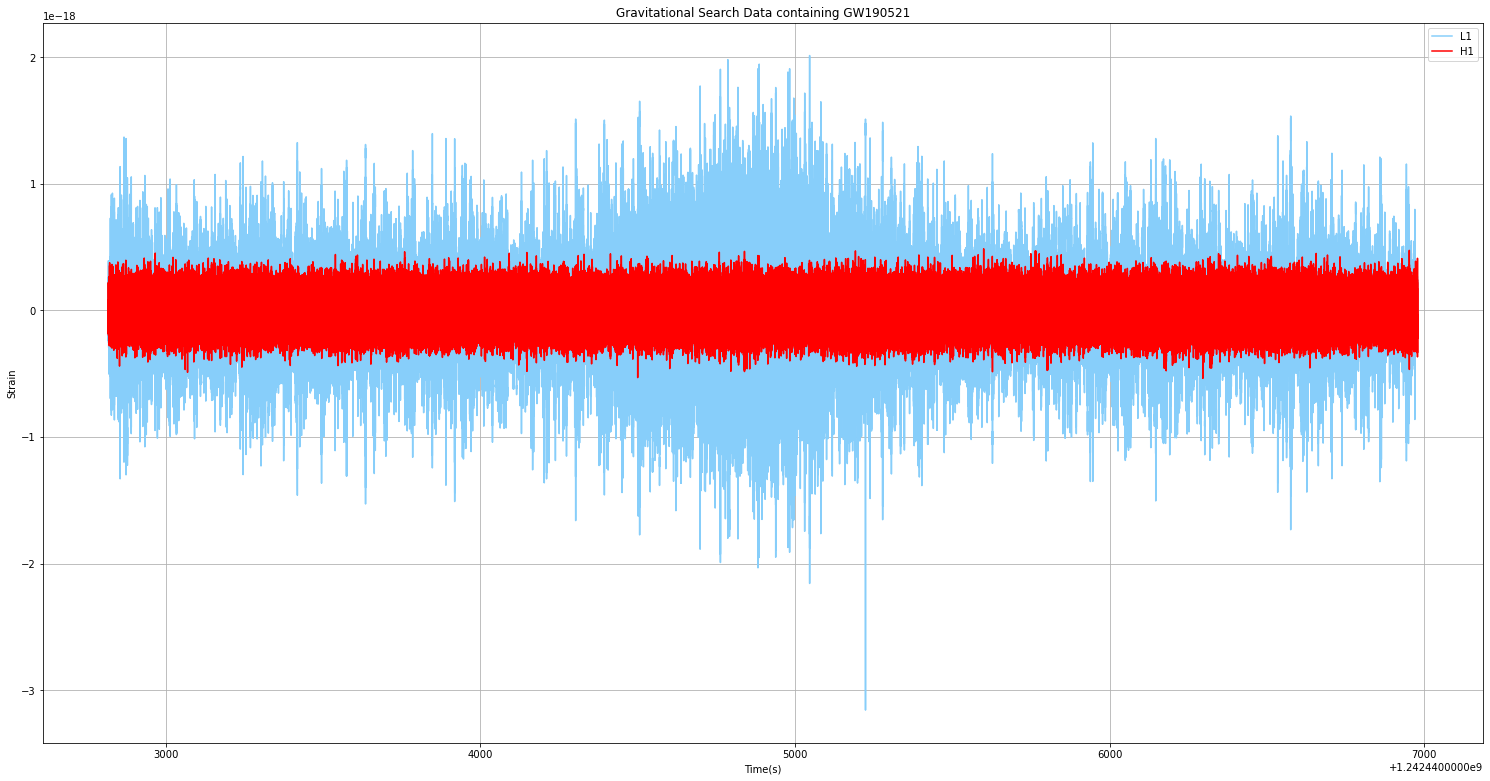 Gravitational Search Data containing GW190521
1e−18
L1
H1
2
1
0
−1
−2
−3
Strain
3000 4000 5000 6000 7000
Time(s)
+1.2424400000e9